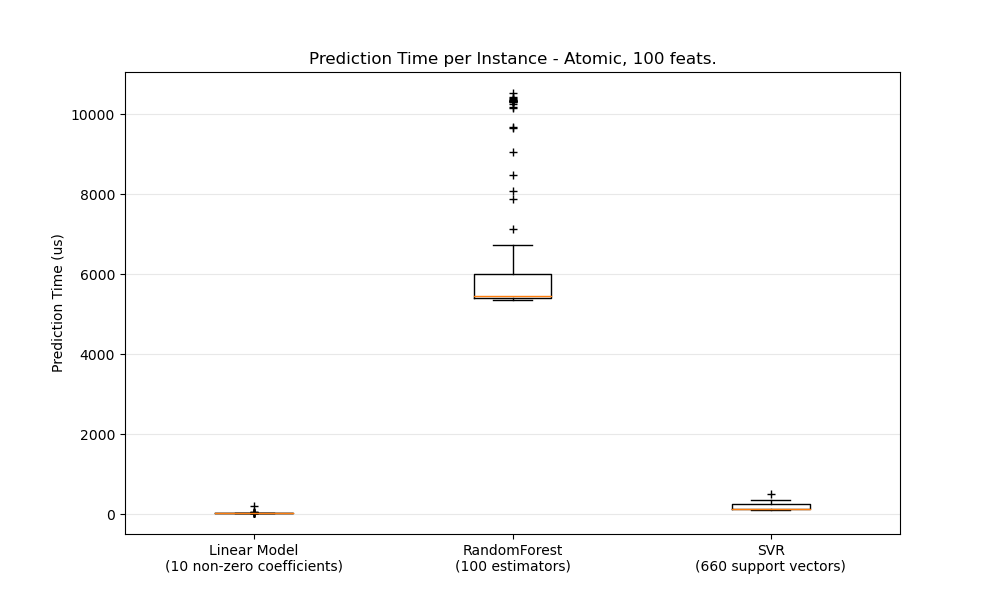 Prediction Time per Instance - Atomic, 100 feats.
Prediction Time (us)
10000
8000
6000
4000
2000
0
Linear Model
(10 non-zero coefficients)
RandomForest
(100 estimators)
SVR
(660 support vectors)